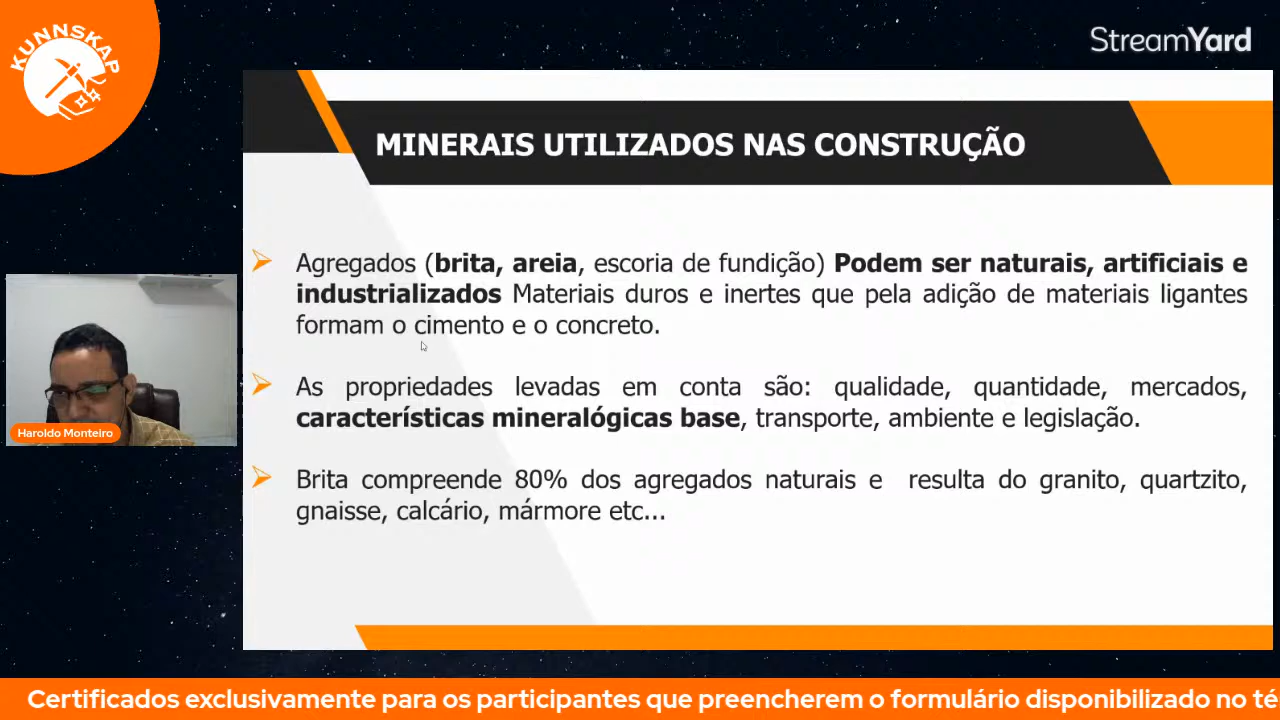 KUNNSKAP
StreamYard
MINERAIS UTILIZADOS NAS CONSTRUÇÃO
Agregados (brita, areia, escoria de fundição) Podem ser naturais, artificiais e
industrializados Materiais duros e inertes que pela adição de materiais ligantes
formam o cimento e o concreto.
As propriedades levadas em conta são: qualidade, quantidade, mercados,
características mineralógicas base, transporte, ambiente e legislação.
Brita compreende 80% dos agregados naturais e resulta do granito, quartzito,
gnaisse, calcário, mármore etc...
Haroldo Monteiro
Certificados exclusivamente para os participantes que preencherem o formulário disponibilizado no té